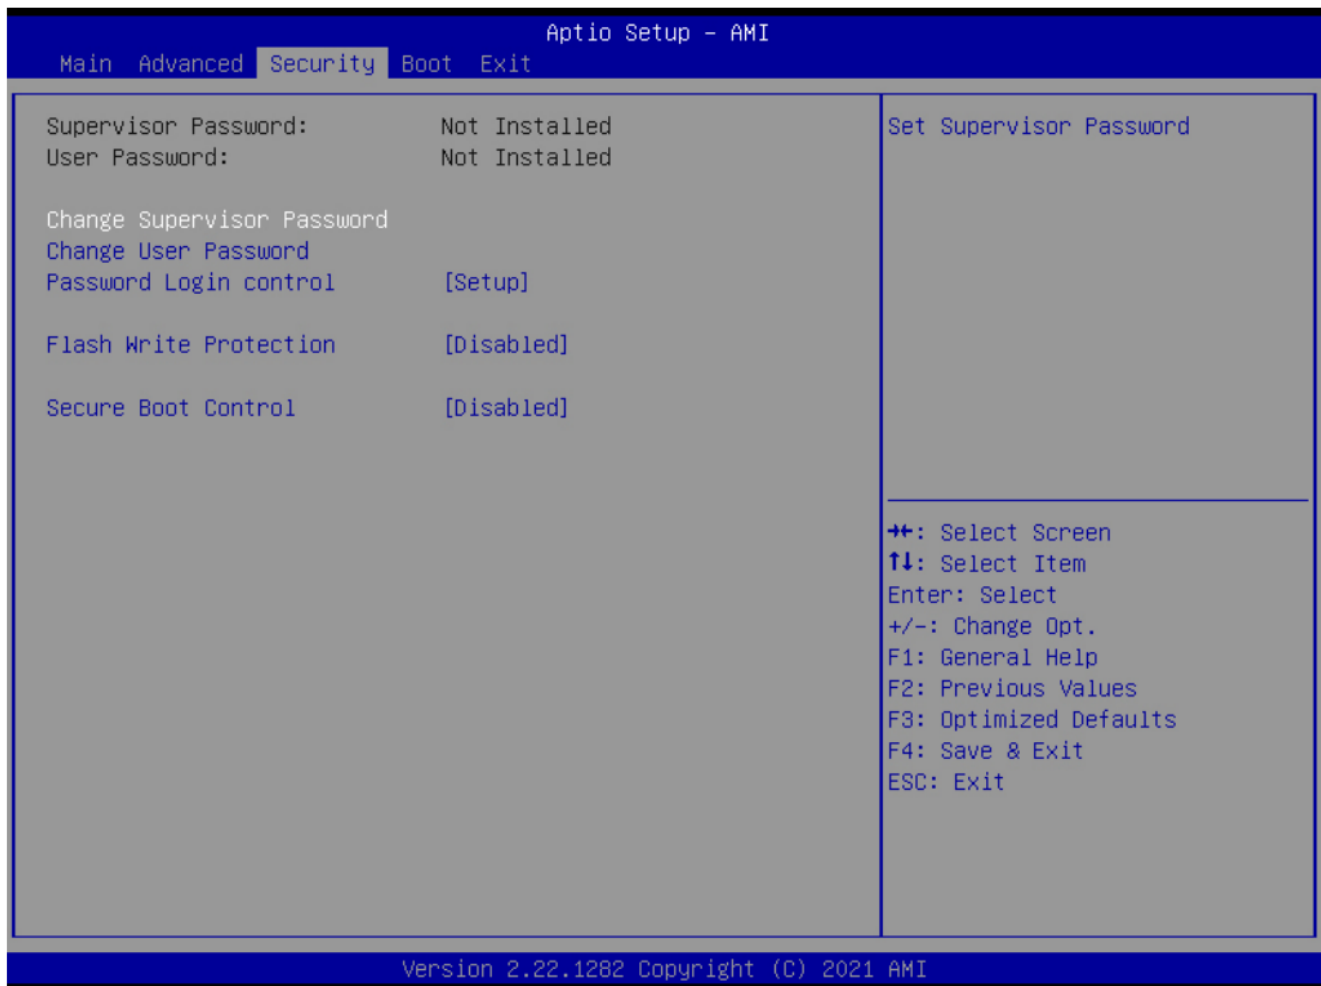 Aptio Setup – AMI
Main Advanced Security Boot Exit
Supervisor Password: Not Installed
User Password: Not Installed
Change Supervisor Password
Change User Password
Password Login control [Setup]
Flash Write Protection [Disabled]
Secure Boot Control [Disabled]
Set Supervisor Password
→←: Select Screen
↑↓: Select Item
Enter: Select
+/-: Change Opt.
F1: General Help
F2: Previous Values
F3: Optimized Defaults
F4: Save & Exit
ESC: Exit
Version 2.22.1282 Copyright (C) 2021 AMI